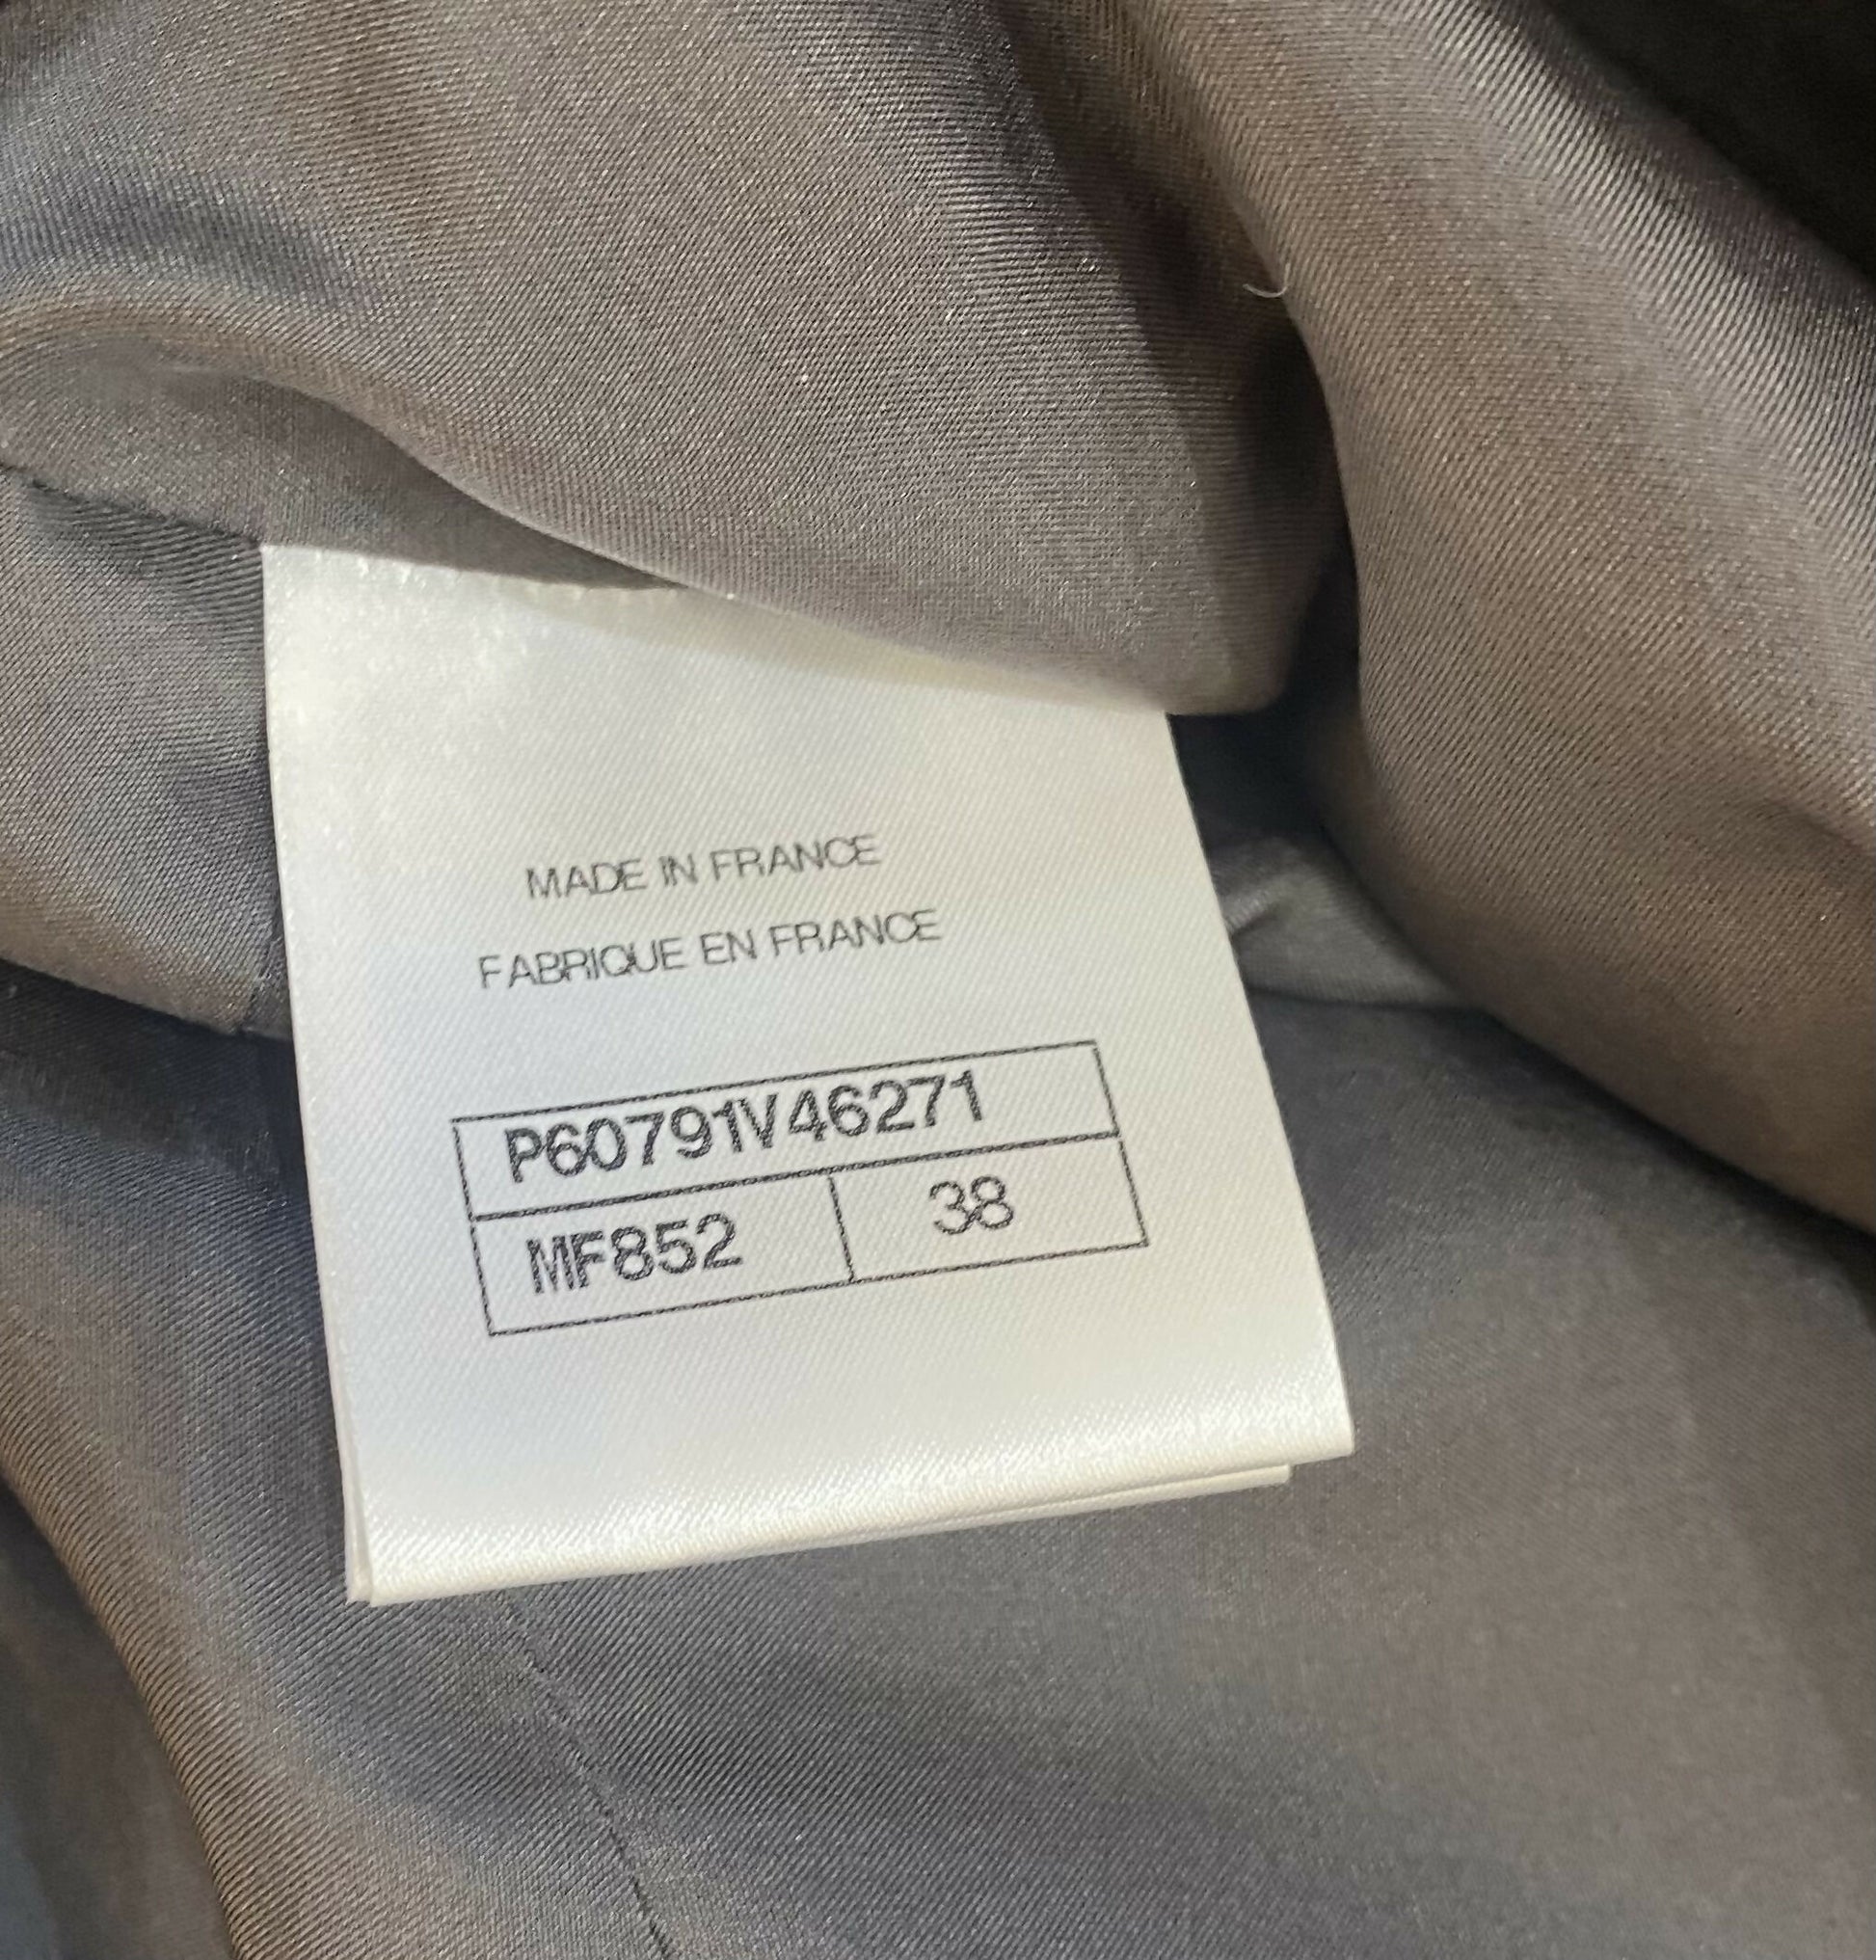 MADE IN FRANCE
FABRIQUE EN FRANCE
P60791V46271
MF852 38